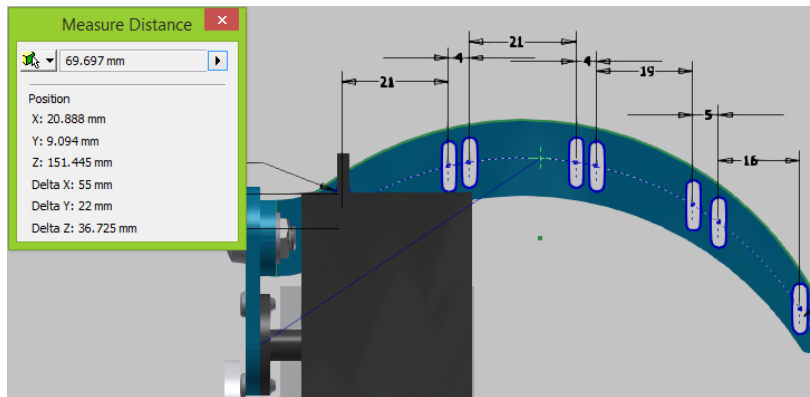 Measure Distance
69.697 mm
Position
X: 20.888 mm
Y: 9.094 mm
Z: 151.445 mm
Delta X: 55 mm
Delta Y: 22 mm
Delta Z: 36.725 mm
21
4
21
4
19
5
16